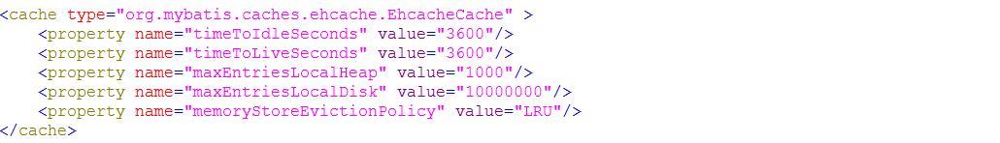 <cache type="org.mybatis.caches.ehcache.EhcacheCache" >
    <property name="timeToIdleSeconds" value="3600"/>
    <property name="timeToLiveSeconds" value="3600"/>
    <property name="maxEntriesLocalHeap" value="1000"/>
    <property name="maxEntriesLocalDisk" value="10000000"/>
    <property name="memoryStoreEvictionPolicy" value="LRU"/>
</cache>